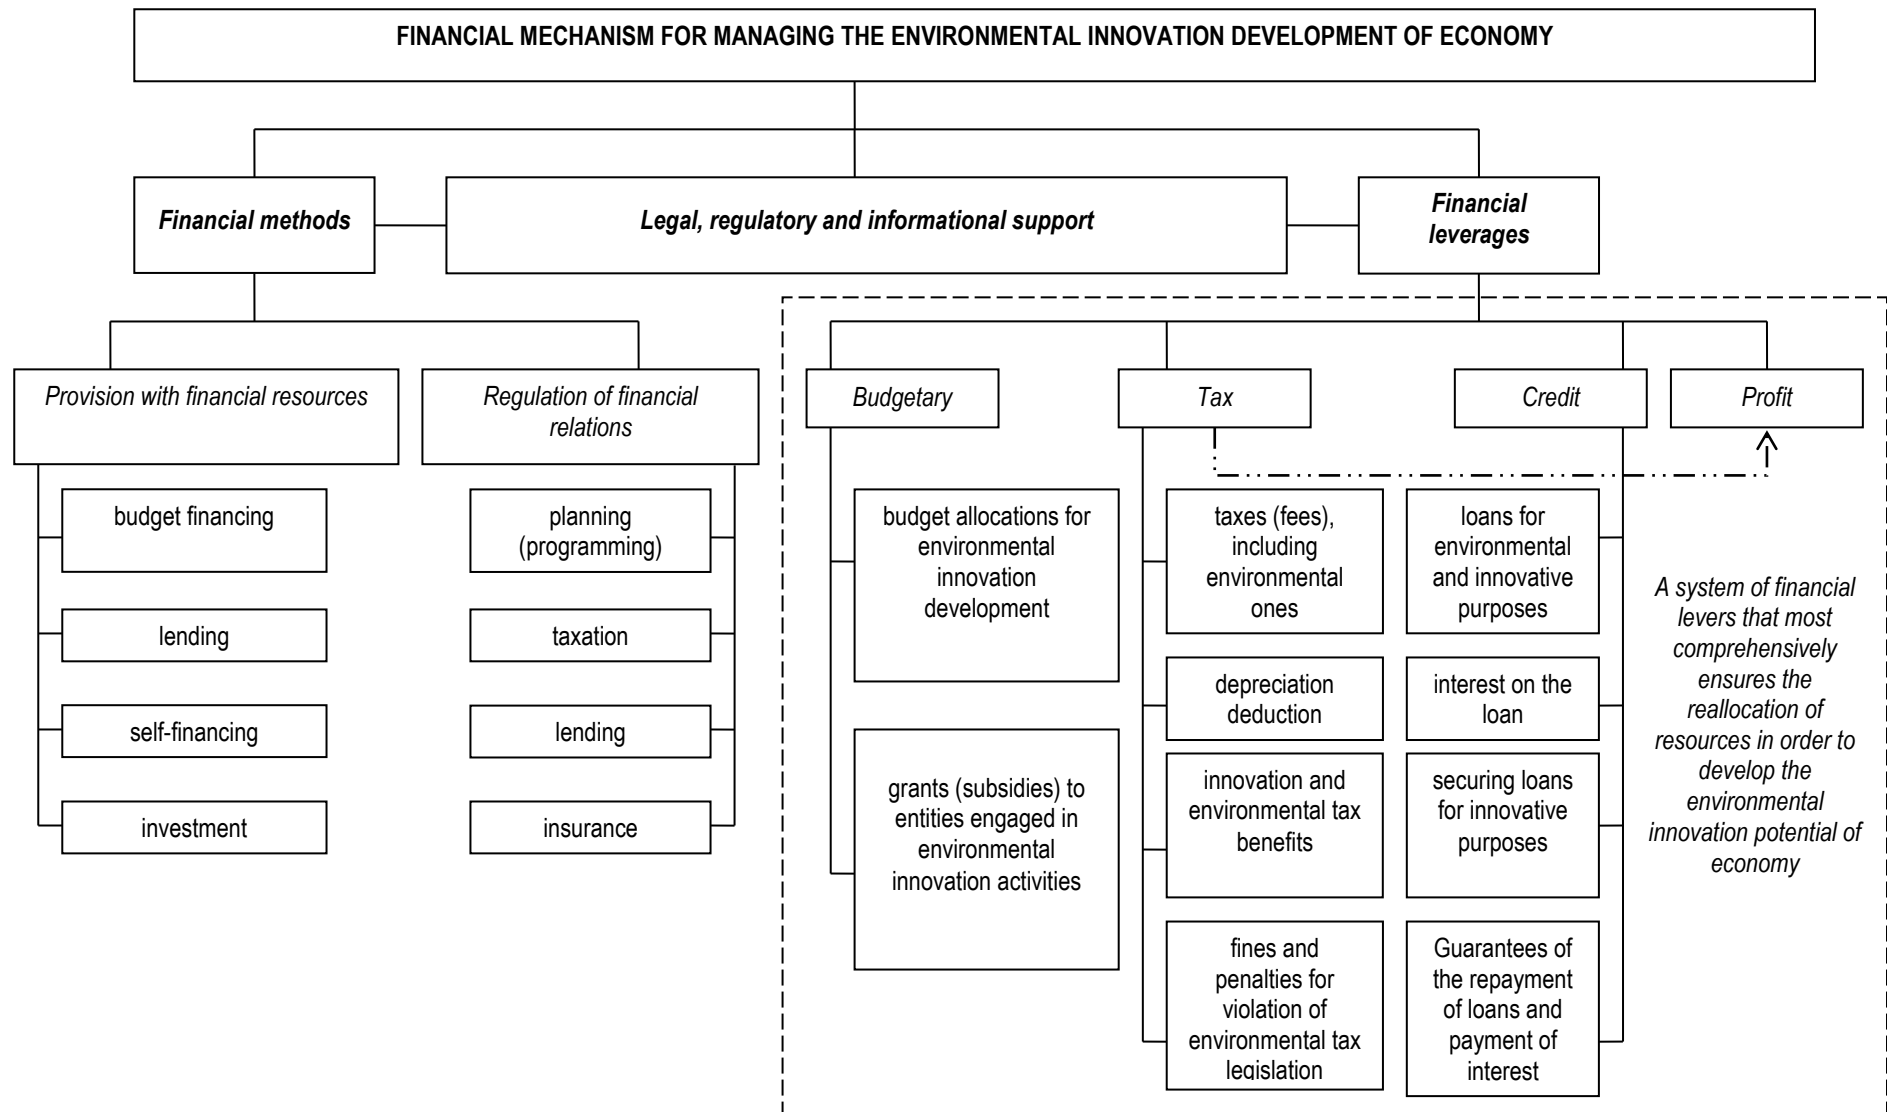 FINANCIAL MECHANISM FOR MANAGING THE ENVIRONMENTAL INNOVATION DEVELOPMENT OF ECONOMY
Financial methods
Legal, regulatory and informational support
Financial
leverages
Provision with financial resources
Regulation of financial
relations
budget financing
lending
self-financing
investment
planning
(programming)
taxation
lending
insurance
Budgetary
Tax
Credit
Profit
budget allocations for
environmental
innovation
development
grants (subsidies) to
entities engaged in
environmental
innovation activities
taxes (fees),
including
environmental
ones
depreciation
deduction
innovation and
environmental tax
benefits
fines and
penalties for
violation of
environmental tax
legislation
loans for
environmental
and innovative
purposes
interest on the
loan
securing loans
for innovative
purposes
Guarantees of
the repayment
of loans and
payment of
interest
A system of financial
levers that most
comprehensively
ensures the
reallocation of
resources in order to
develop the
environmental
innovation potential of
economy